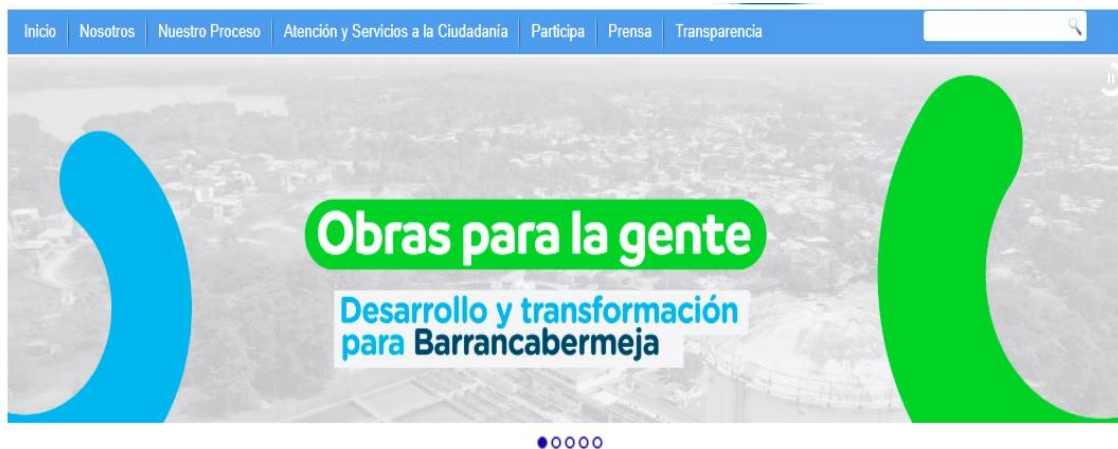 Inicio Nosotros Nuestro Proceso Atención y Servicios a la Ciudadanía Participa Prensa Transparencia
Obras para la gente
Desarrollo y transformación
para Barrancabermeja